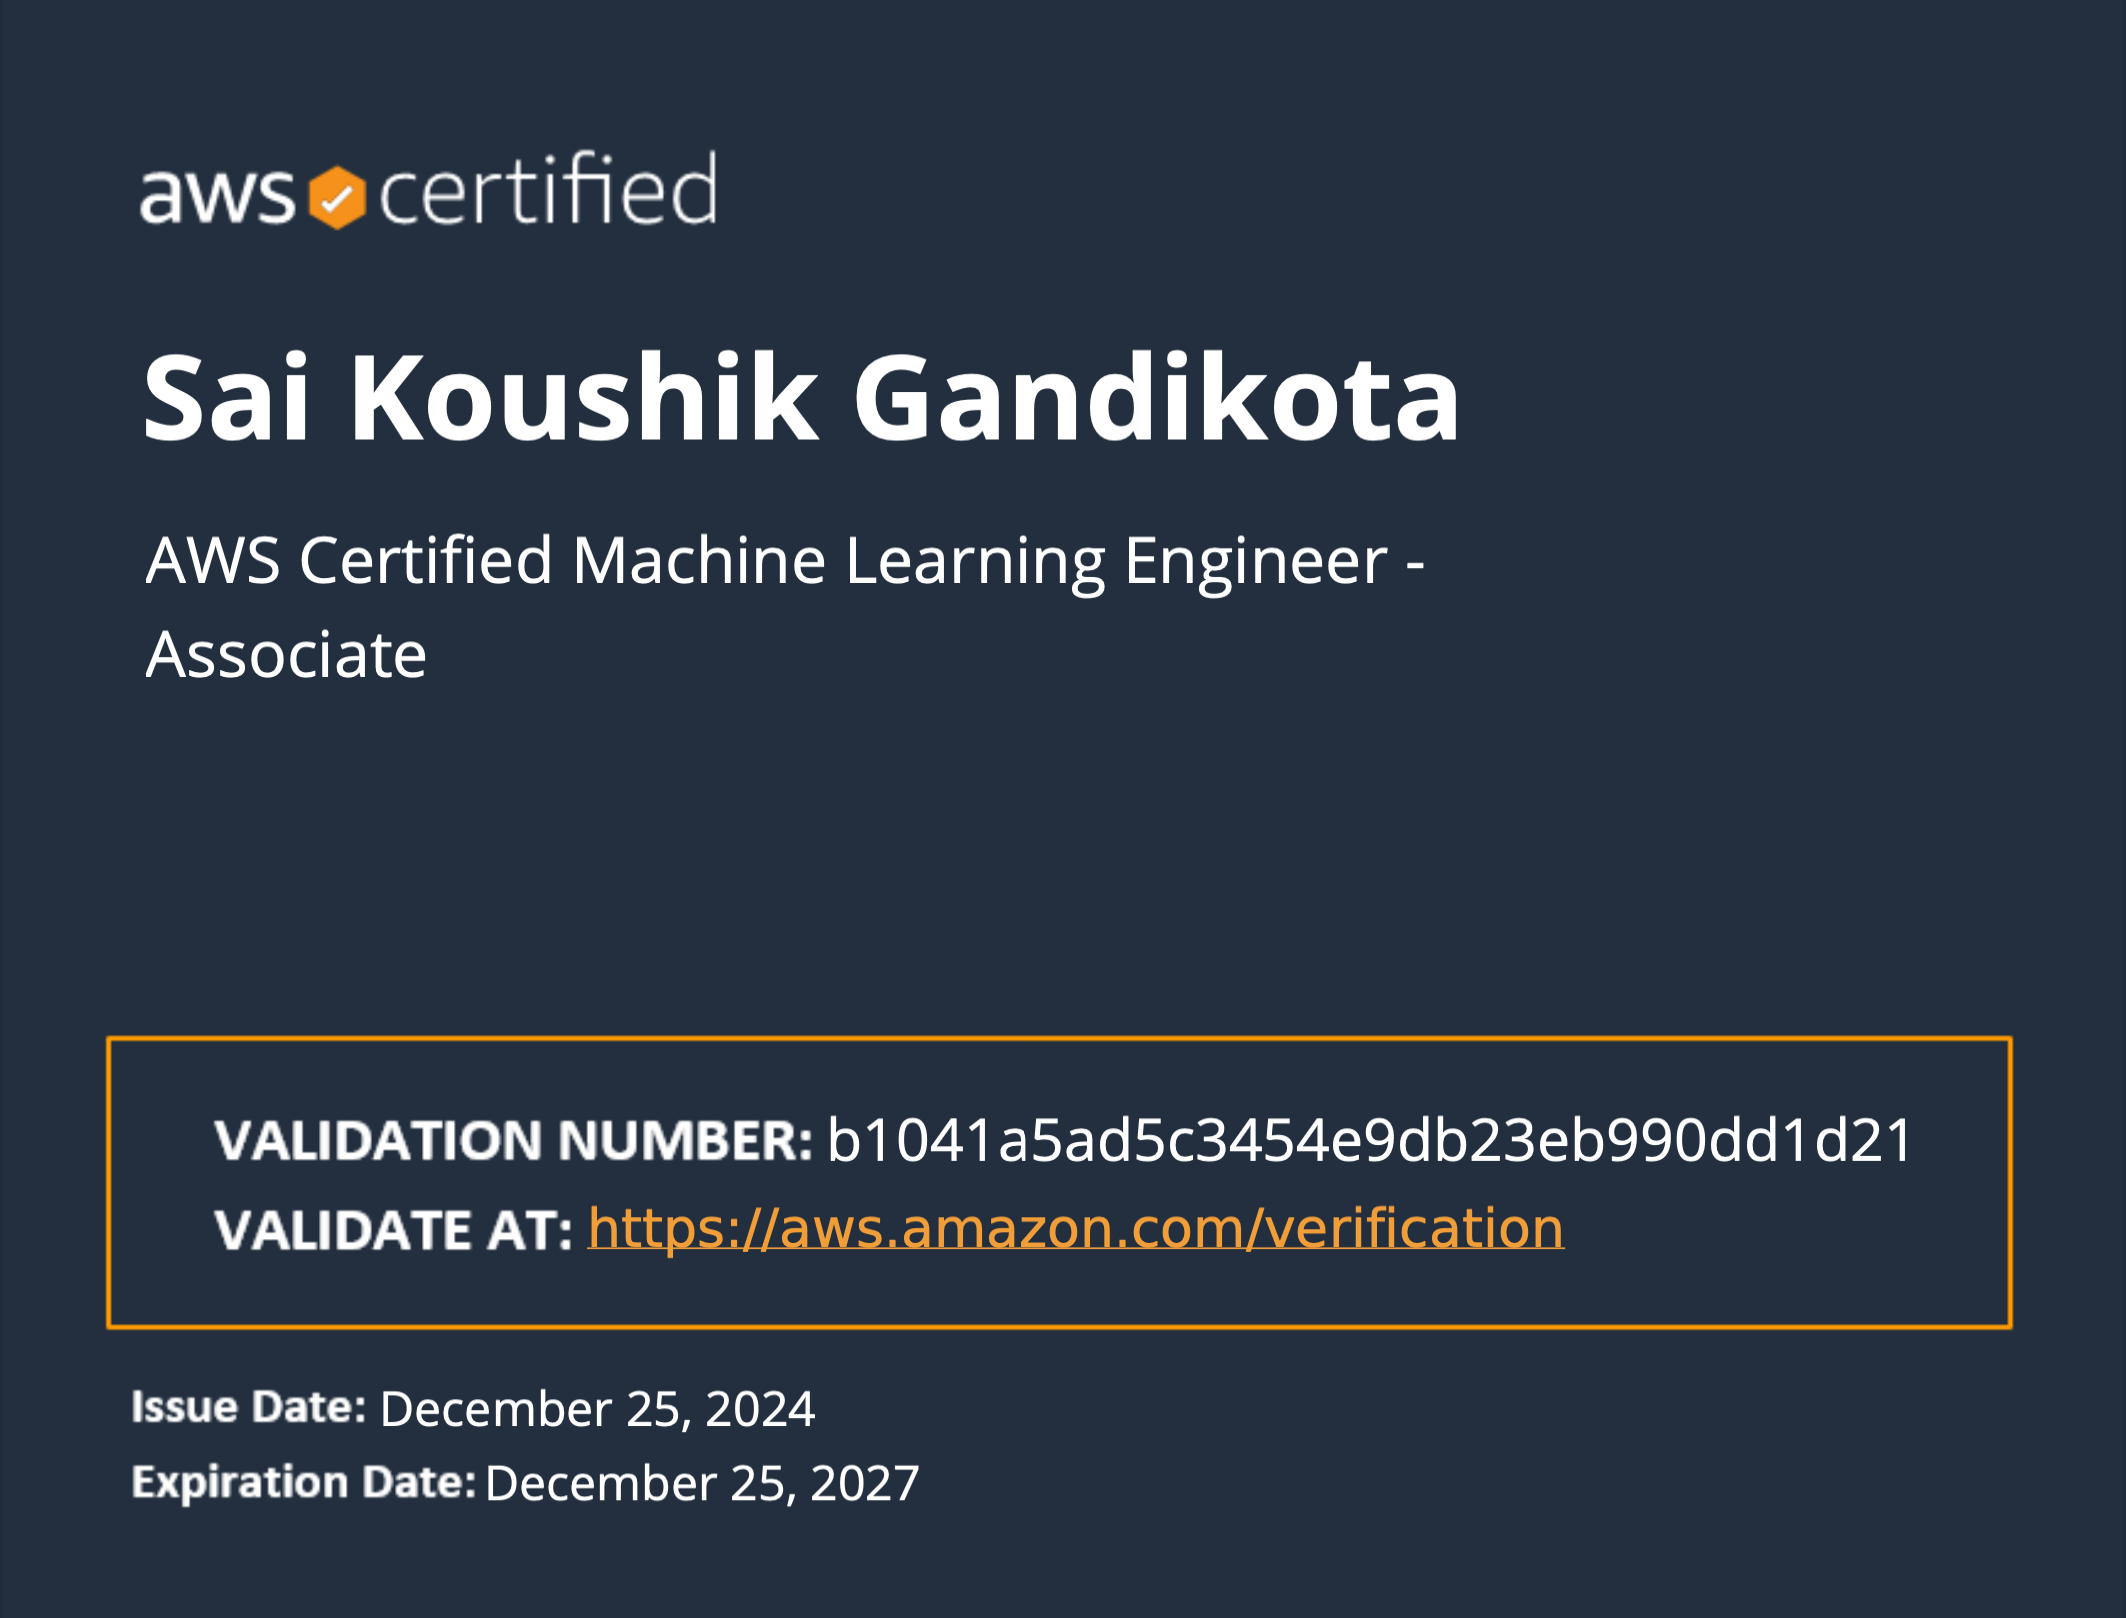 aws certified
Sai Koushik Gandikota
AWS Certified Machine Learning Engineer -
Associate
VALIDATION NUMBER: b1041a5ad5c3454e9db23eb990dd1d21
VALIDATE AT: https://aws.amazon.com/verification
Issue Date: December 25, 2024
Expiration Date: December 25, 2027